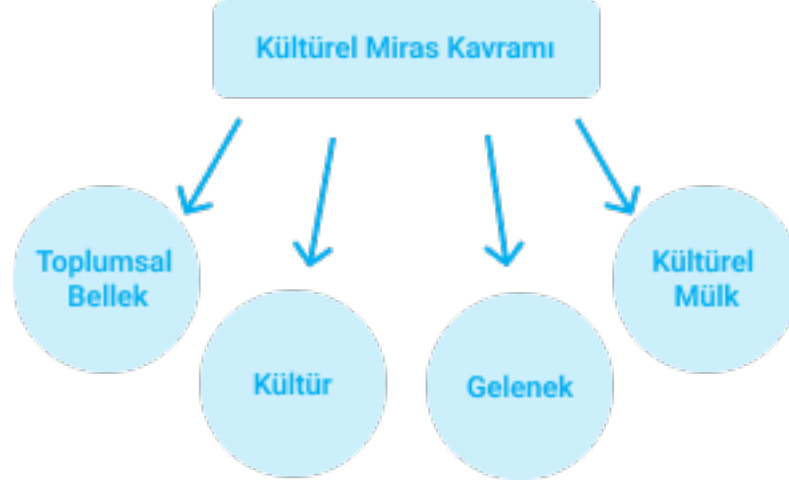 Kültürel Miras Kavramı
Toplumsal
Bellek
Kültür
Gelenek
Kültürel
Mülk